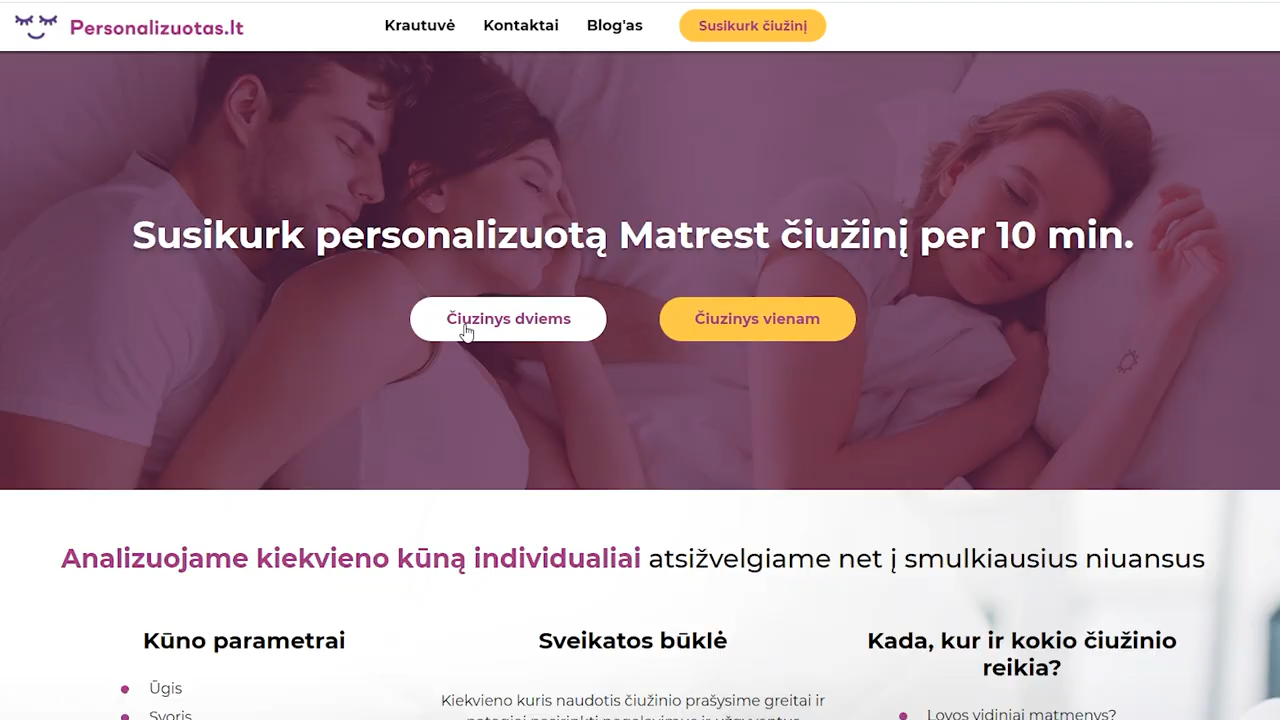 Personalizuotas.lt
Krautuvė
Kontaktai
Blog'as
Susikurk čiužinį
Susikurk personalizuotą Matrest čiužinį per 10 min.
Čiuzinys dviems
Čiuzinys vienam
Analizuojame kiekvieno kūną individualiai atsižvelgiame net į smulkiausius niuansus
Kūno parametrai
Ūgis
Svoris
Sveikatos būklė
Kiekvieno kuris naudotis čiužinio prašysime greitai ir
Kada, kur ir kokio čiužinio
reikia?
Lovos vidiniai matmenys?